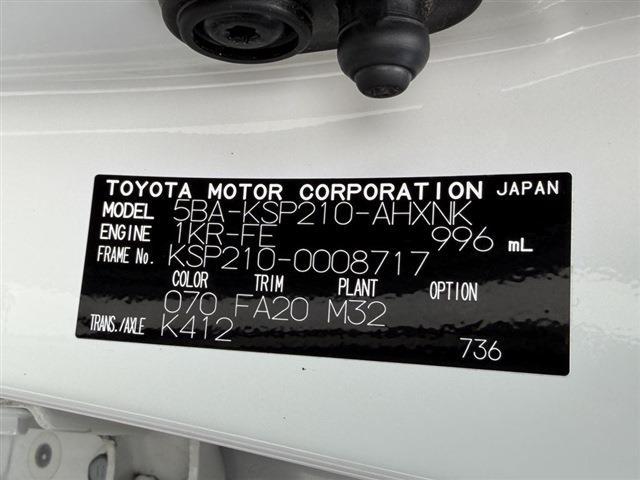 TOYOTA MOTOR CORPORATION JAPAN
MODEL 5BA-KSP210-AHXNK
ENGINE 1KR-FE 996 mL
FRAME No. KSP210-0008717
COLOR TRIM PLANT OPTION
070 FA20 M32
TRANS./AXLE K412
736